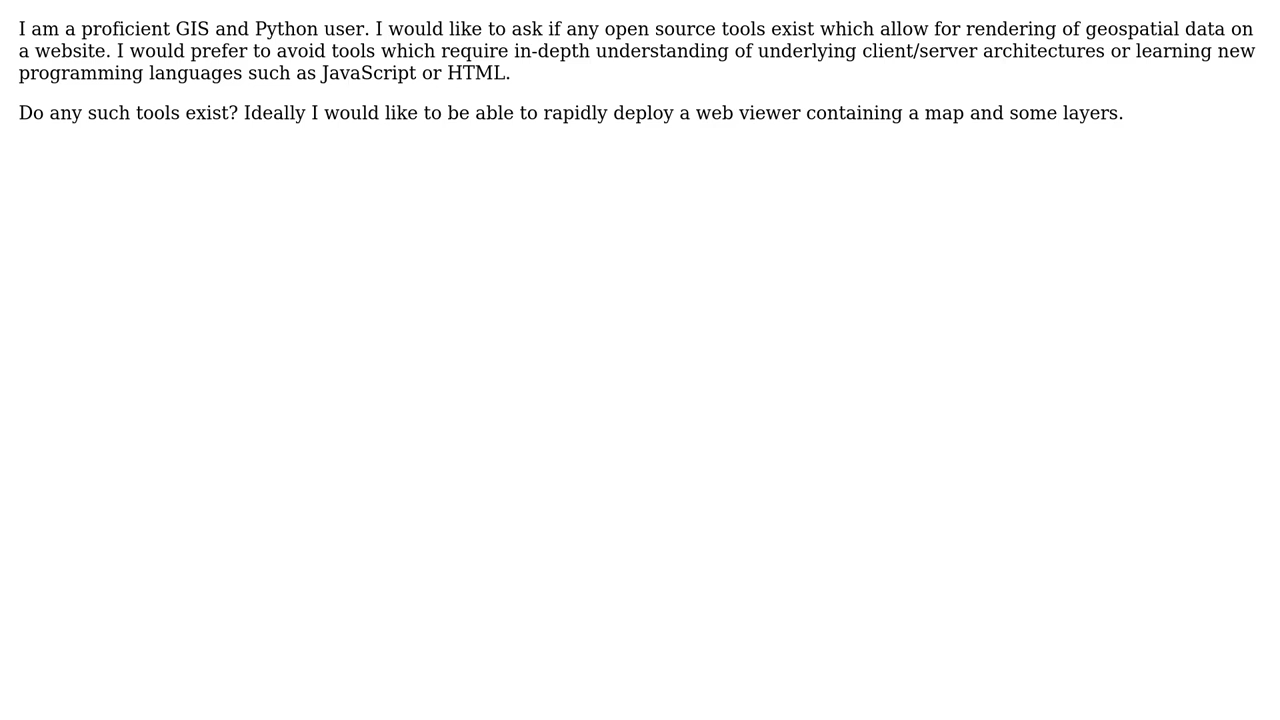 I am a proficient GIS and Python user. I would like to ask if any open source tools exist which allow for rendering of geospatial data on
a website. I would prefer to avoid tools which require in-depth understanding of underlying client/server architectures or learning new
programming languages such as JavaScript or HTML.
Do any such tools exist? Ideally I would like to be able to rapidly deploy a web viewer containing a map and some layers.